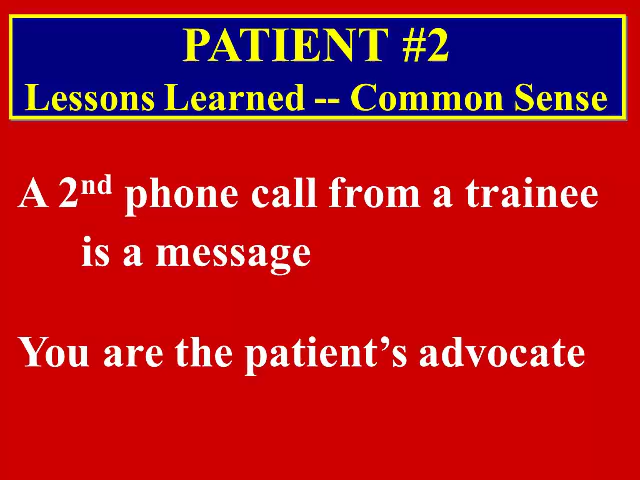 PATIENT #2
Lessons Learned -- Common Sense
A 2nd phone call from a trainee
is a message
You are the patient’s advocate